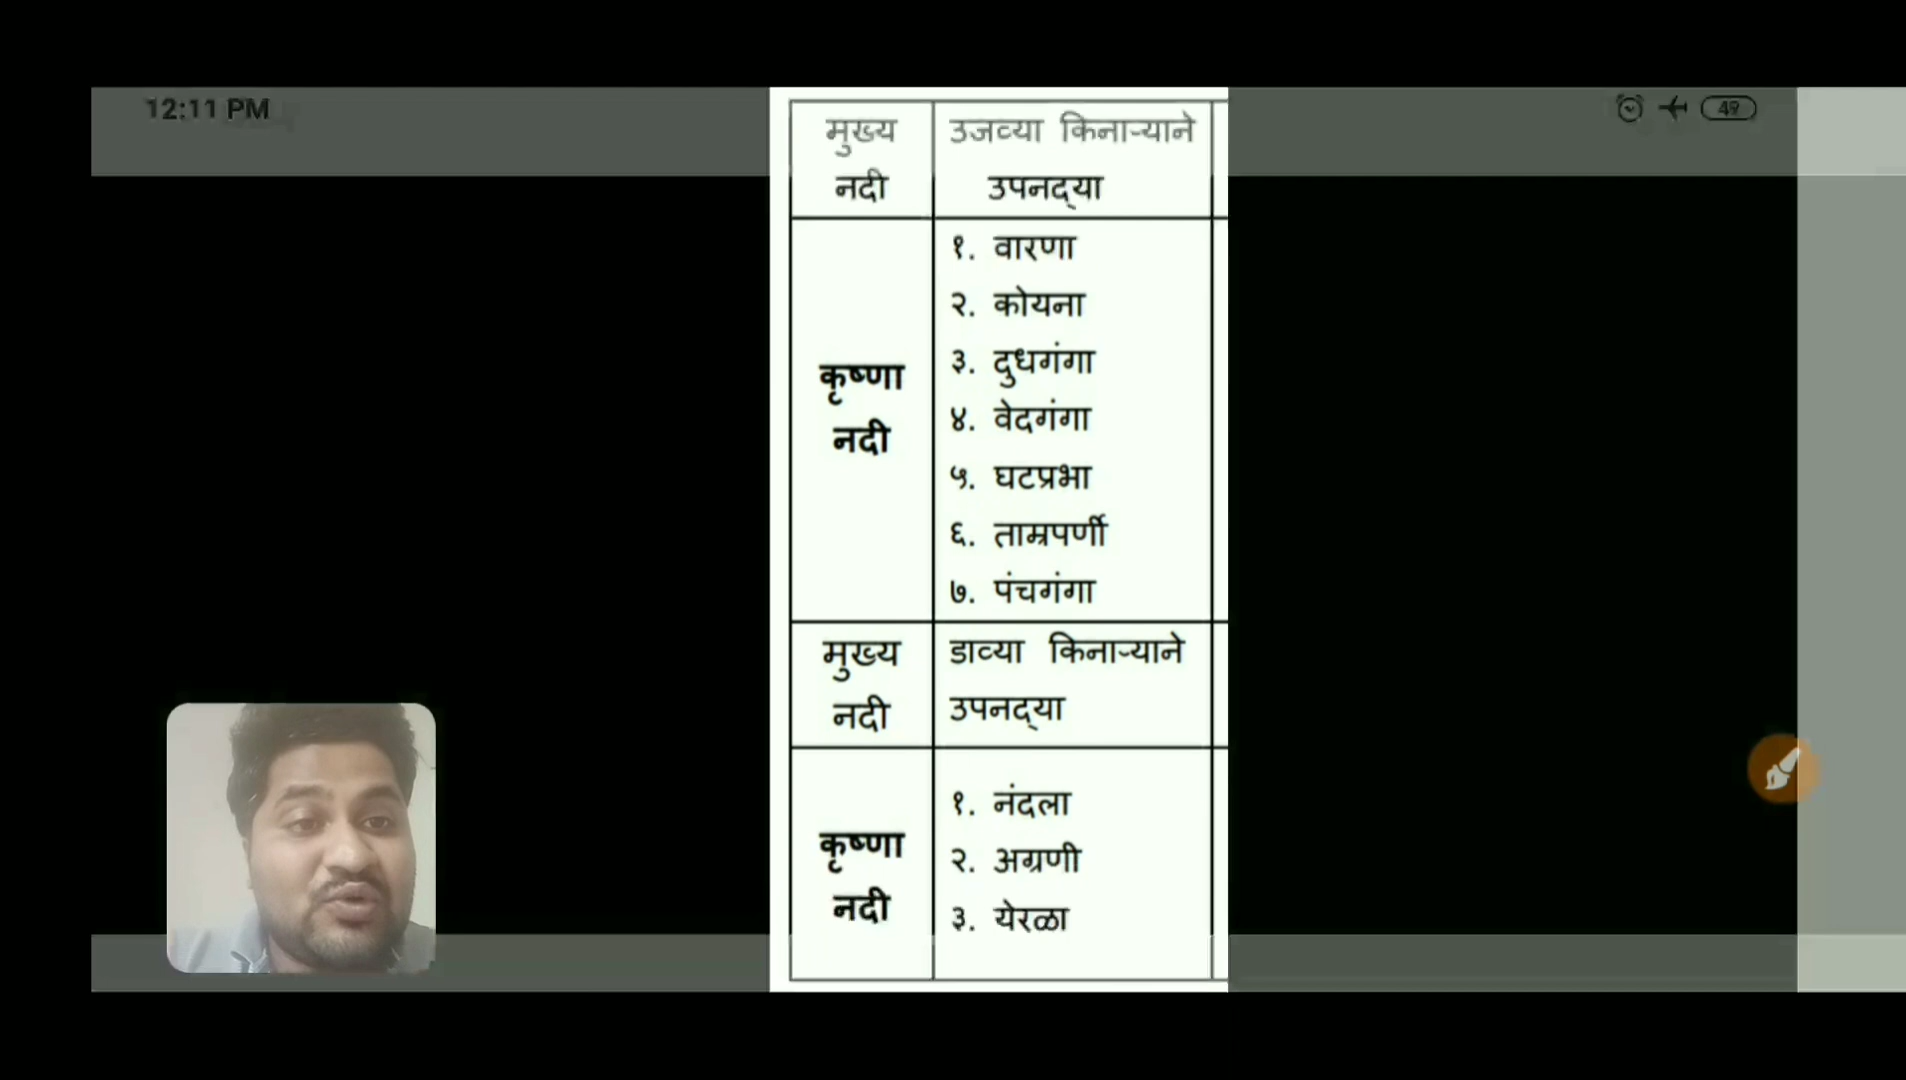 12:11 PM
49
मुख्य
नदी
उजव्या किनाऱ्याने
उपनद्या
कृष्णा
नदी
१. वारणा
२. कोयना
३. दुधगंगा
४. वेदगंगा
५. घटप्रभा
६. ताम्रपर्णी
७. पंचगंगा
मुख्य
नदी
डाव्या किनाऱ्याने
उपनद्या
कृष्णा
नदी
१. नंदला
२. अग्रणी
३. येरळा